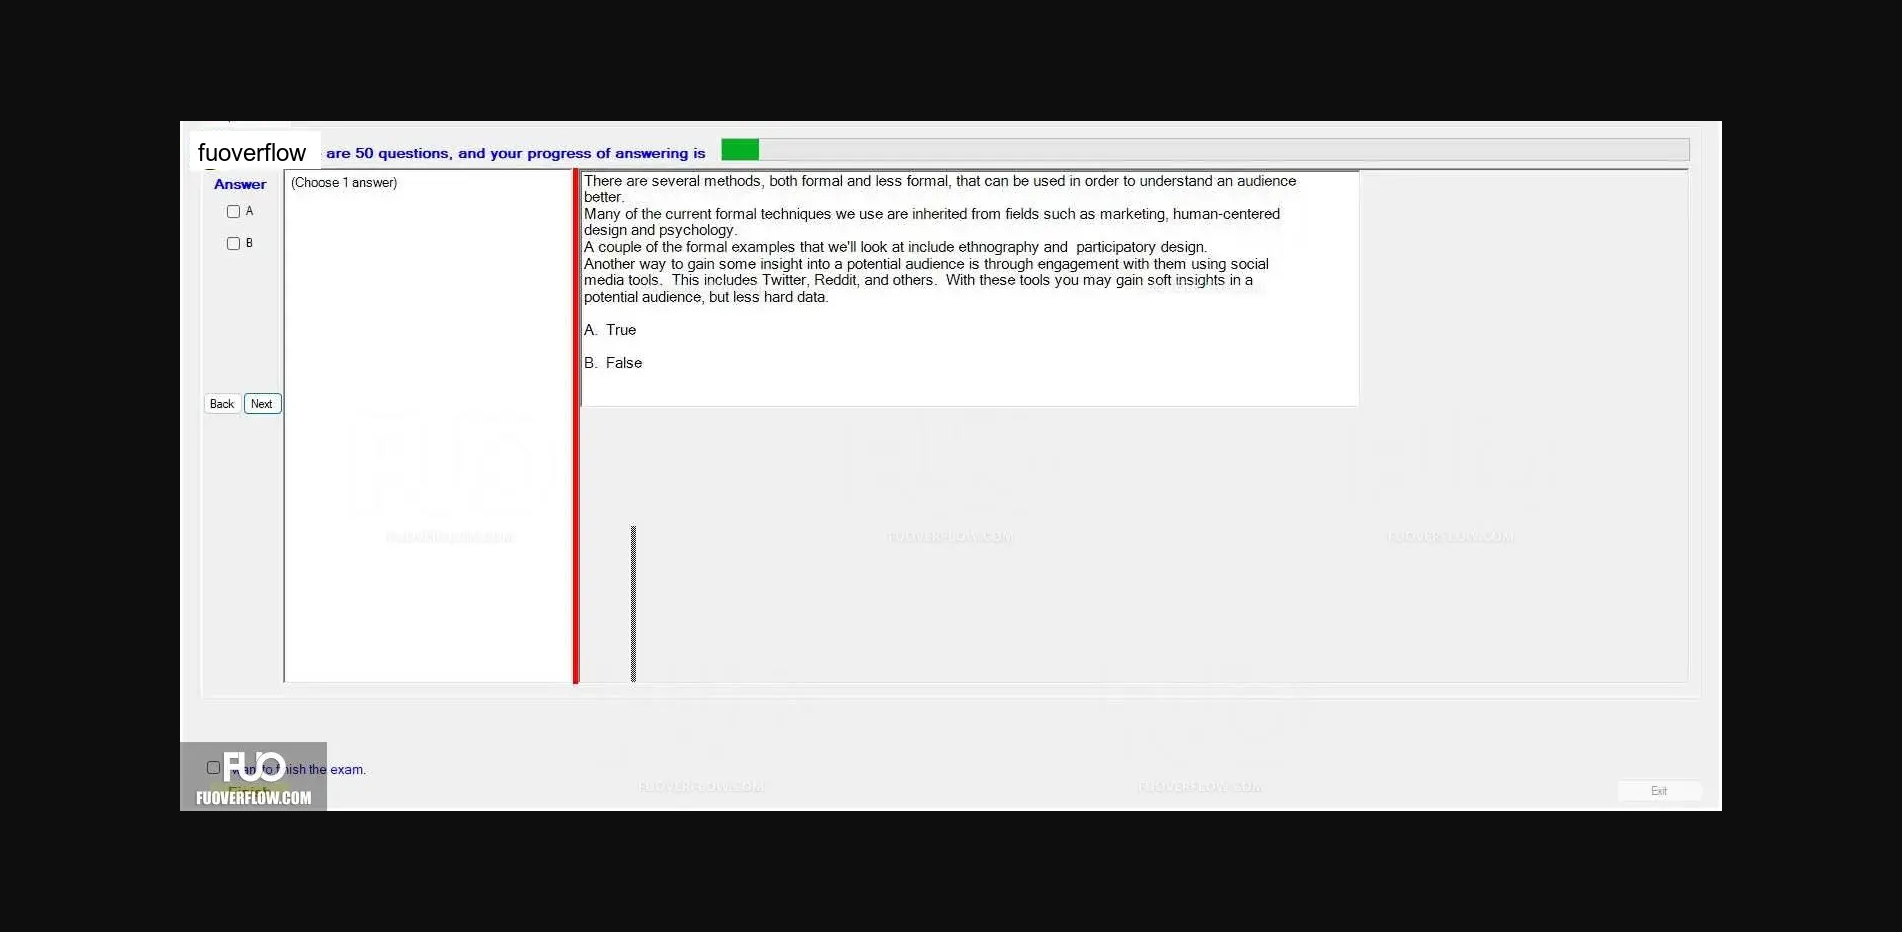 fuoverflow are 50 questions, and your progress of answering is
Answer
(Choose 1 answer)
A
B
Back
Next
There are several methods, both formal and less formal, that can be used in order to understand an audience
better.
Many of the current formal techniques we use are inherited from fields such as marketing, human-centered
design and psychology.
A couple of the formal examples that we'll look at include ethnography and  participatory design.
Another way to gain some insight into a potential audience is through engagement with them using social
media tools.  This includes Twitter, Reddit, and others.  With these tools you may gain soft insights in a
potential audience, but less hard data.
A.  True
B.  False
FUOVERFLOW.COM
FUOVERFLOW.COM
FUOVERFLOW.COM
FUO
want to finish the exam.
Finish
FUOVERFLOW.COM
FUOVERFLOW.COM
FUOVERFLOW.COM
Exit